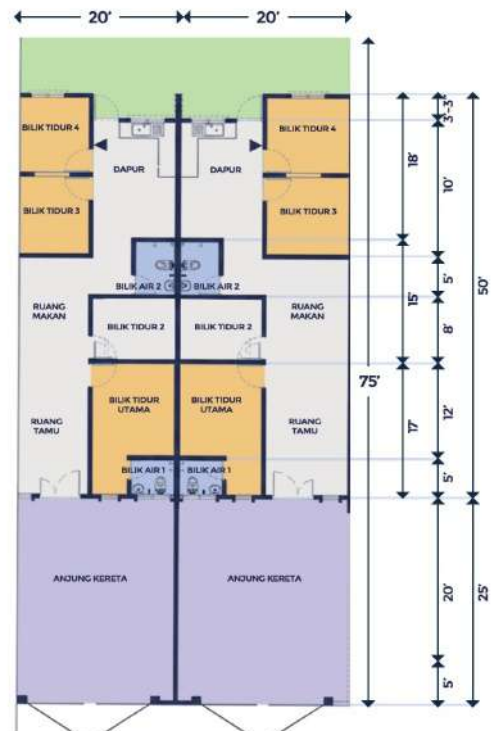 20' 20'
BILIK TIDUR 4 BILIK TIDUR 4
3'-3"
18'
DAPUR DAPUR
10'
BILIK TIDUR 3 BILIK TIDUR 3
BILIK AIR 2 BILIK AIR 2
5'
RUANG
MAKAN
RUANG
MAKAN
15'
50'
BILIK TIDUR 2 BILIK TIDUR 2
8'
75'
BILIK TIDUR
UTAMA
BILIK TIDUR
UTAMA
RUANG
TAMU
RUANG
TAMU
17'
12'
BILIK AIR 1 BILIK AIR 1
5'
ANJUNG KERETA ANJUNG KERETA
20'
25'
5'